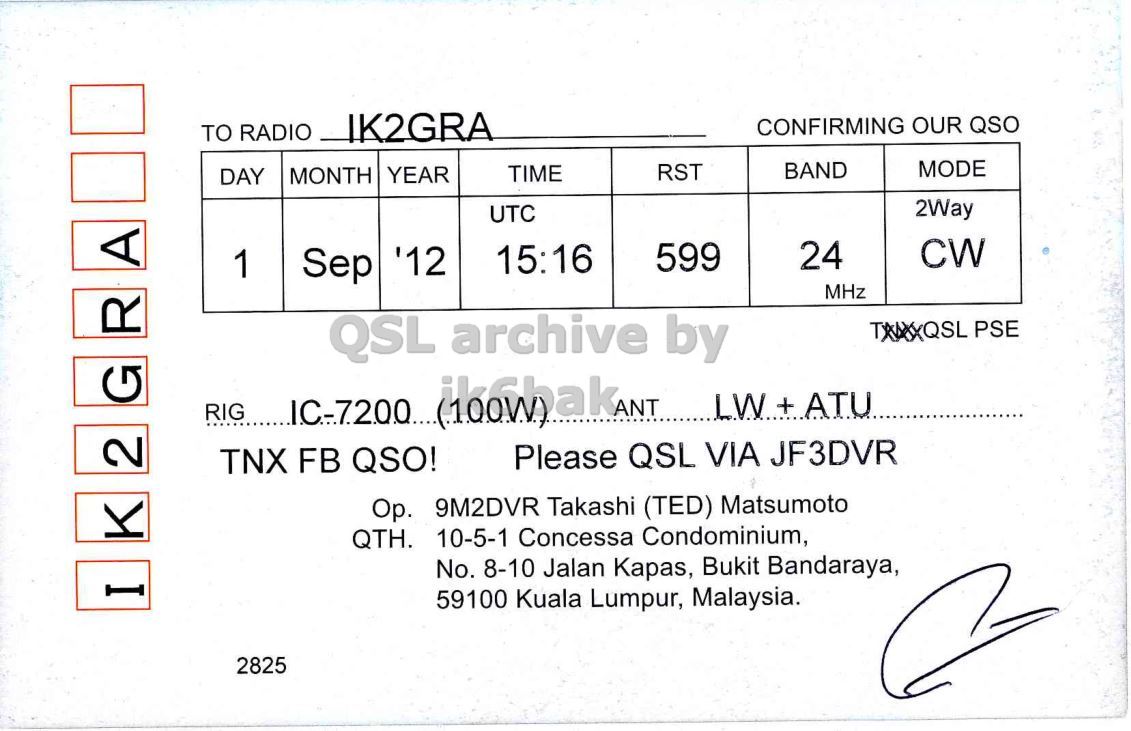 IK2GRA
TO RADIO IK2GRA CONFIRMING OUR QSO
DAY MONTH YEAR TIME RST BAND MODE
UTC 2Way
1 Sep '12 15:16 599 24 CW
MHz
QSL PSE
QSL archive by
ik6bak
RIG IC-7200 (100W) ANT LW + ATU
TNX FB QSO! Please QSL VIA JF3DVR
Op. 9M2DVR Takashi (TED) Matsumoto
QTH. 10-5-1 Concessa Condominium,
No. 8-10 Jalan Kapas, Bukit Bandaraya,
59100 Kuala Lumpur, Malaysia.
2825